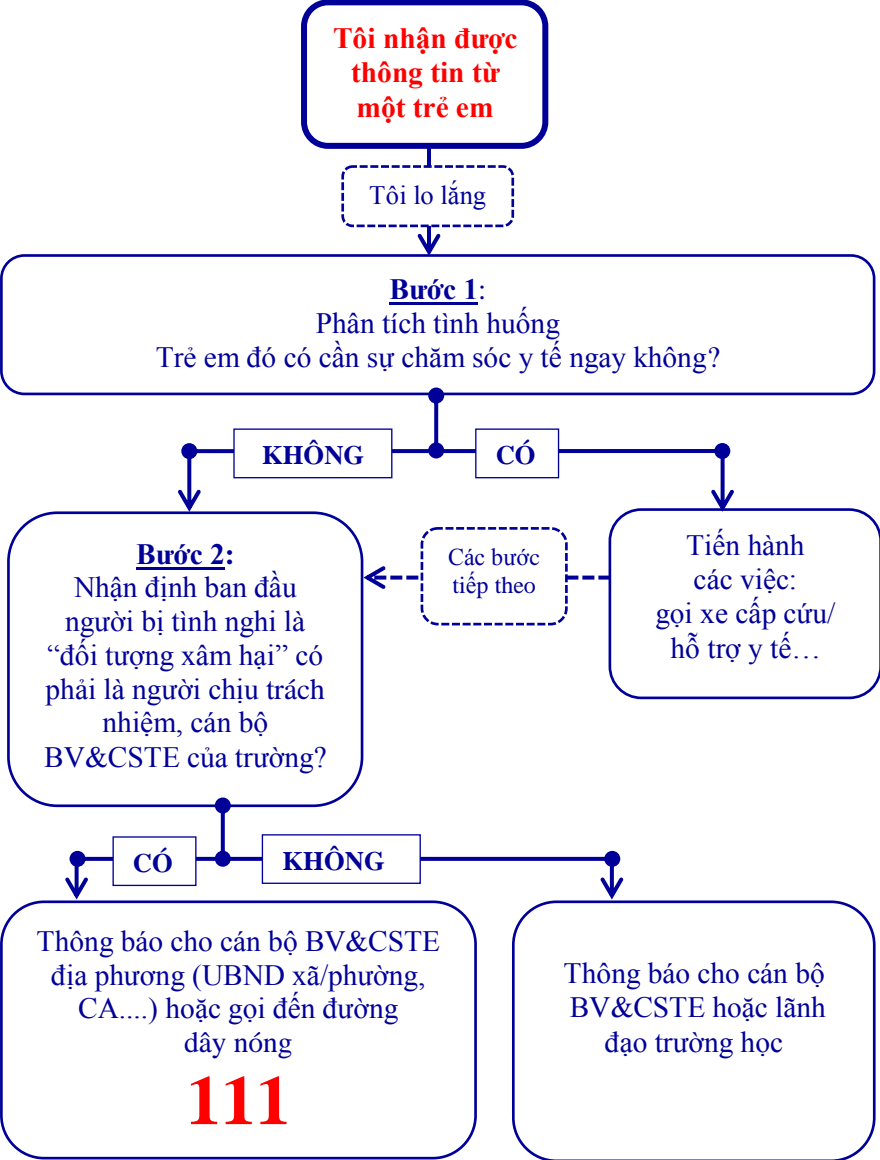 Tôi nhận được
thông tin từ
một trẻ em
Tôi lo lắng
Bước 1:
Phân tích tình huống
Trẻ em đó có cần sự chăm sóc y tế ngay không?
KHÔNG
CÓ
Bước 2:
Nhận định ban đầu
người bị tình nghi là
“đối tượng xâm hại” có
phải là người chịu trách
nhiệm, cán bộ
BV&CSTE của trường?
Các bước
tiếp theo
Tiến hành
các việc:
gọi xe cấp cứu/
hỗ trợ y tế…
CÓ
KHÔNG
Thông báo cho cán bộ BV&CSTE
địa phương (UBND xã/phường,
CA....) hoặc gọi đến đường
dây nóng
111
Thông báo cho cán bộ
BV&CSTE hoặc lãnh
đạo trường học